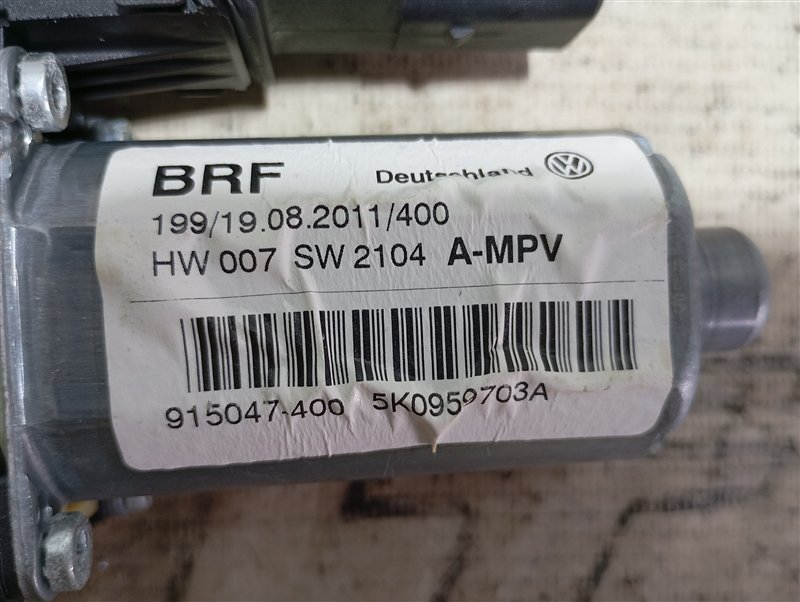 BRF Deutschland
199/19.08.2011/400
HW 007 SW 2104 A-MPV
915047-400 5K0959703A